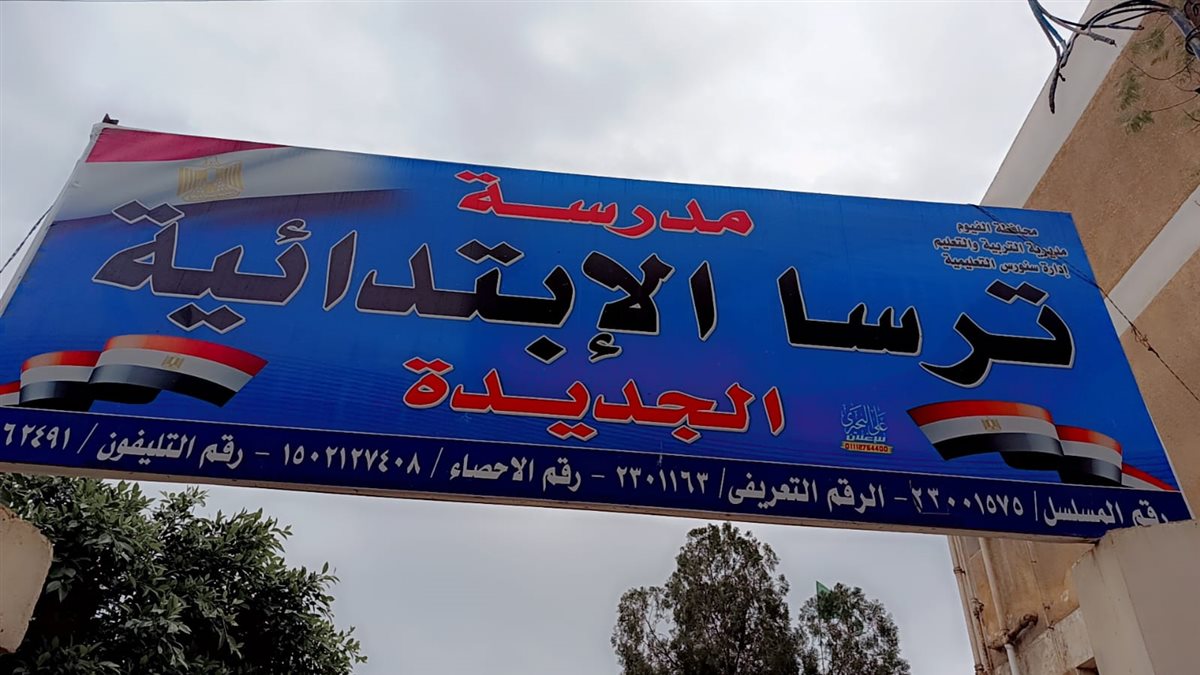 محافظة الفيوم
مديرية التربية والتعليم
إدارة سنورس التعليمية
مدرسة
ترسا الإبتدائية
الجديدة
رقم المسلسل / ٢٣٠٠١٥٧٥ - الرقم التعريفى / ٢٣٠١١٦٣ - رقم الاحصاء / ١٥٠٢١٢٧٤٠٨ - رقم التليفون /